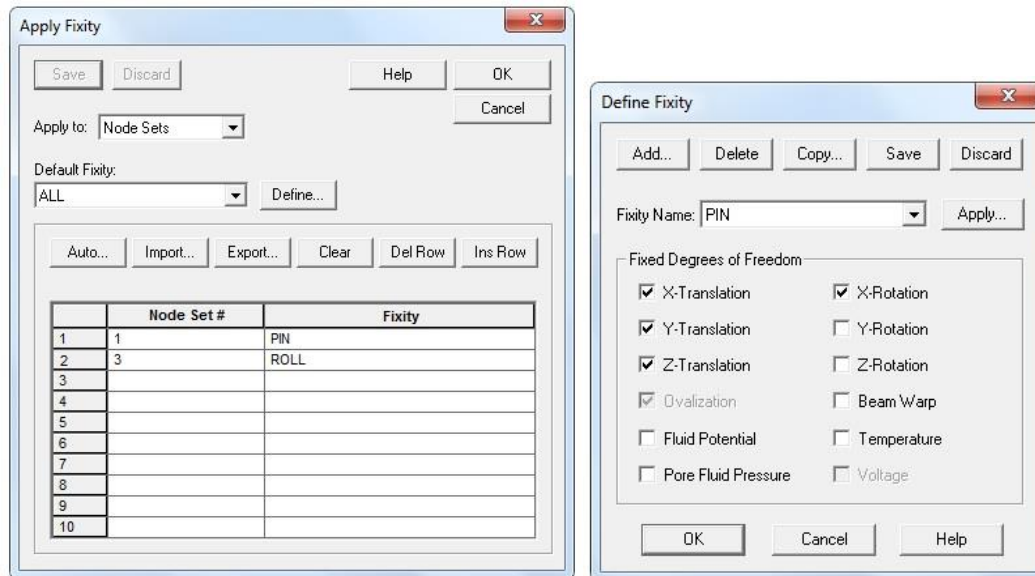 Apply Fixity
Save Discard Help OK
Cancel
Apply to: Node Sets
Default Fixity:
ALL Define...
Auto... Import... Export... Clear Del Row Ins Row
Node Set # Fixity
1 1 PIN
2 3 ROLL
3
4
5
6
7
8
9
10
Define Fixity
Add... Delete Copy... Save Discard
Fixity Name: PIN Apply...
Fixed Degrees of Freedom
X-Translation X-Rotation
Y-Translation Y-Rotation
Z-Translation Z-Rotation
Ovalization Beam Warp
Fluid Potential Temperature
Pore Fluid Pressure Voltage
OK Cancel Help